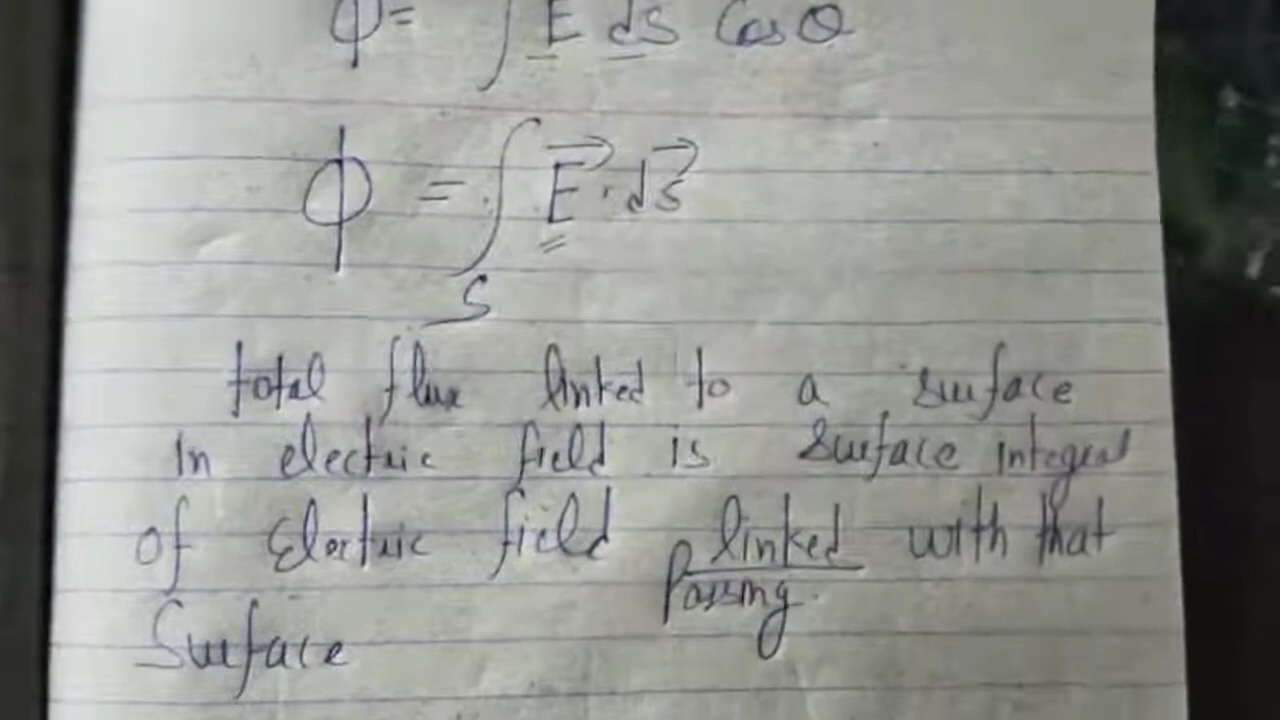 ϕ = ∫ E ds Cos θ
ϕ = ∫ E⃗ · ds⃗
S
total flux linked to a surface
In electric field is surface integral
of Electric field linked with that
Passing.
Surface